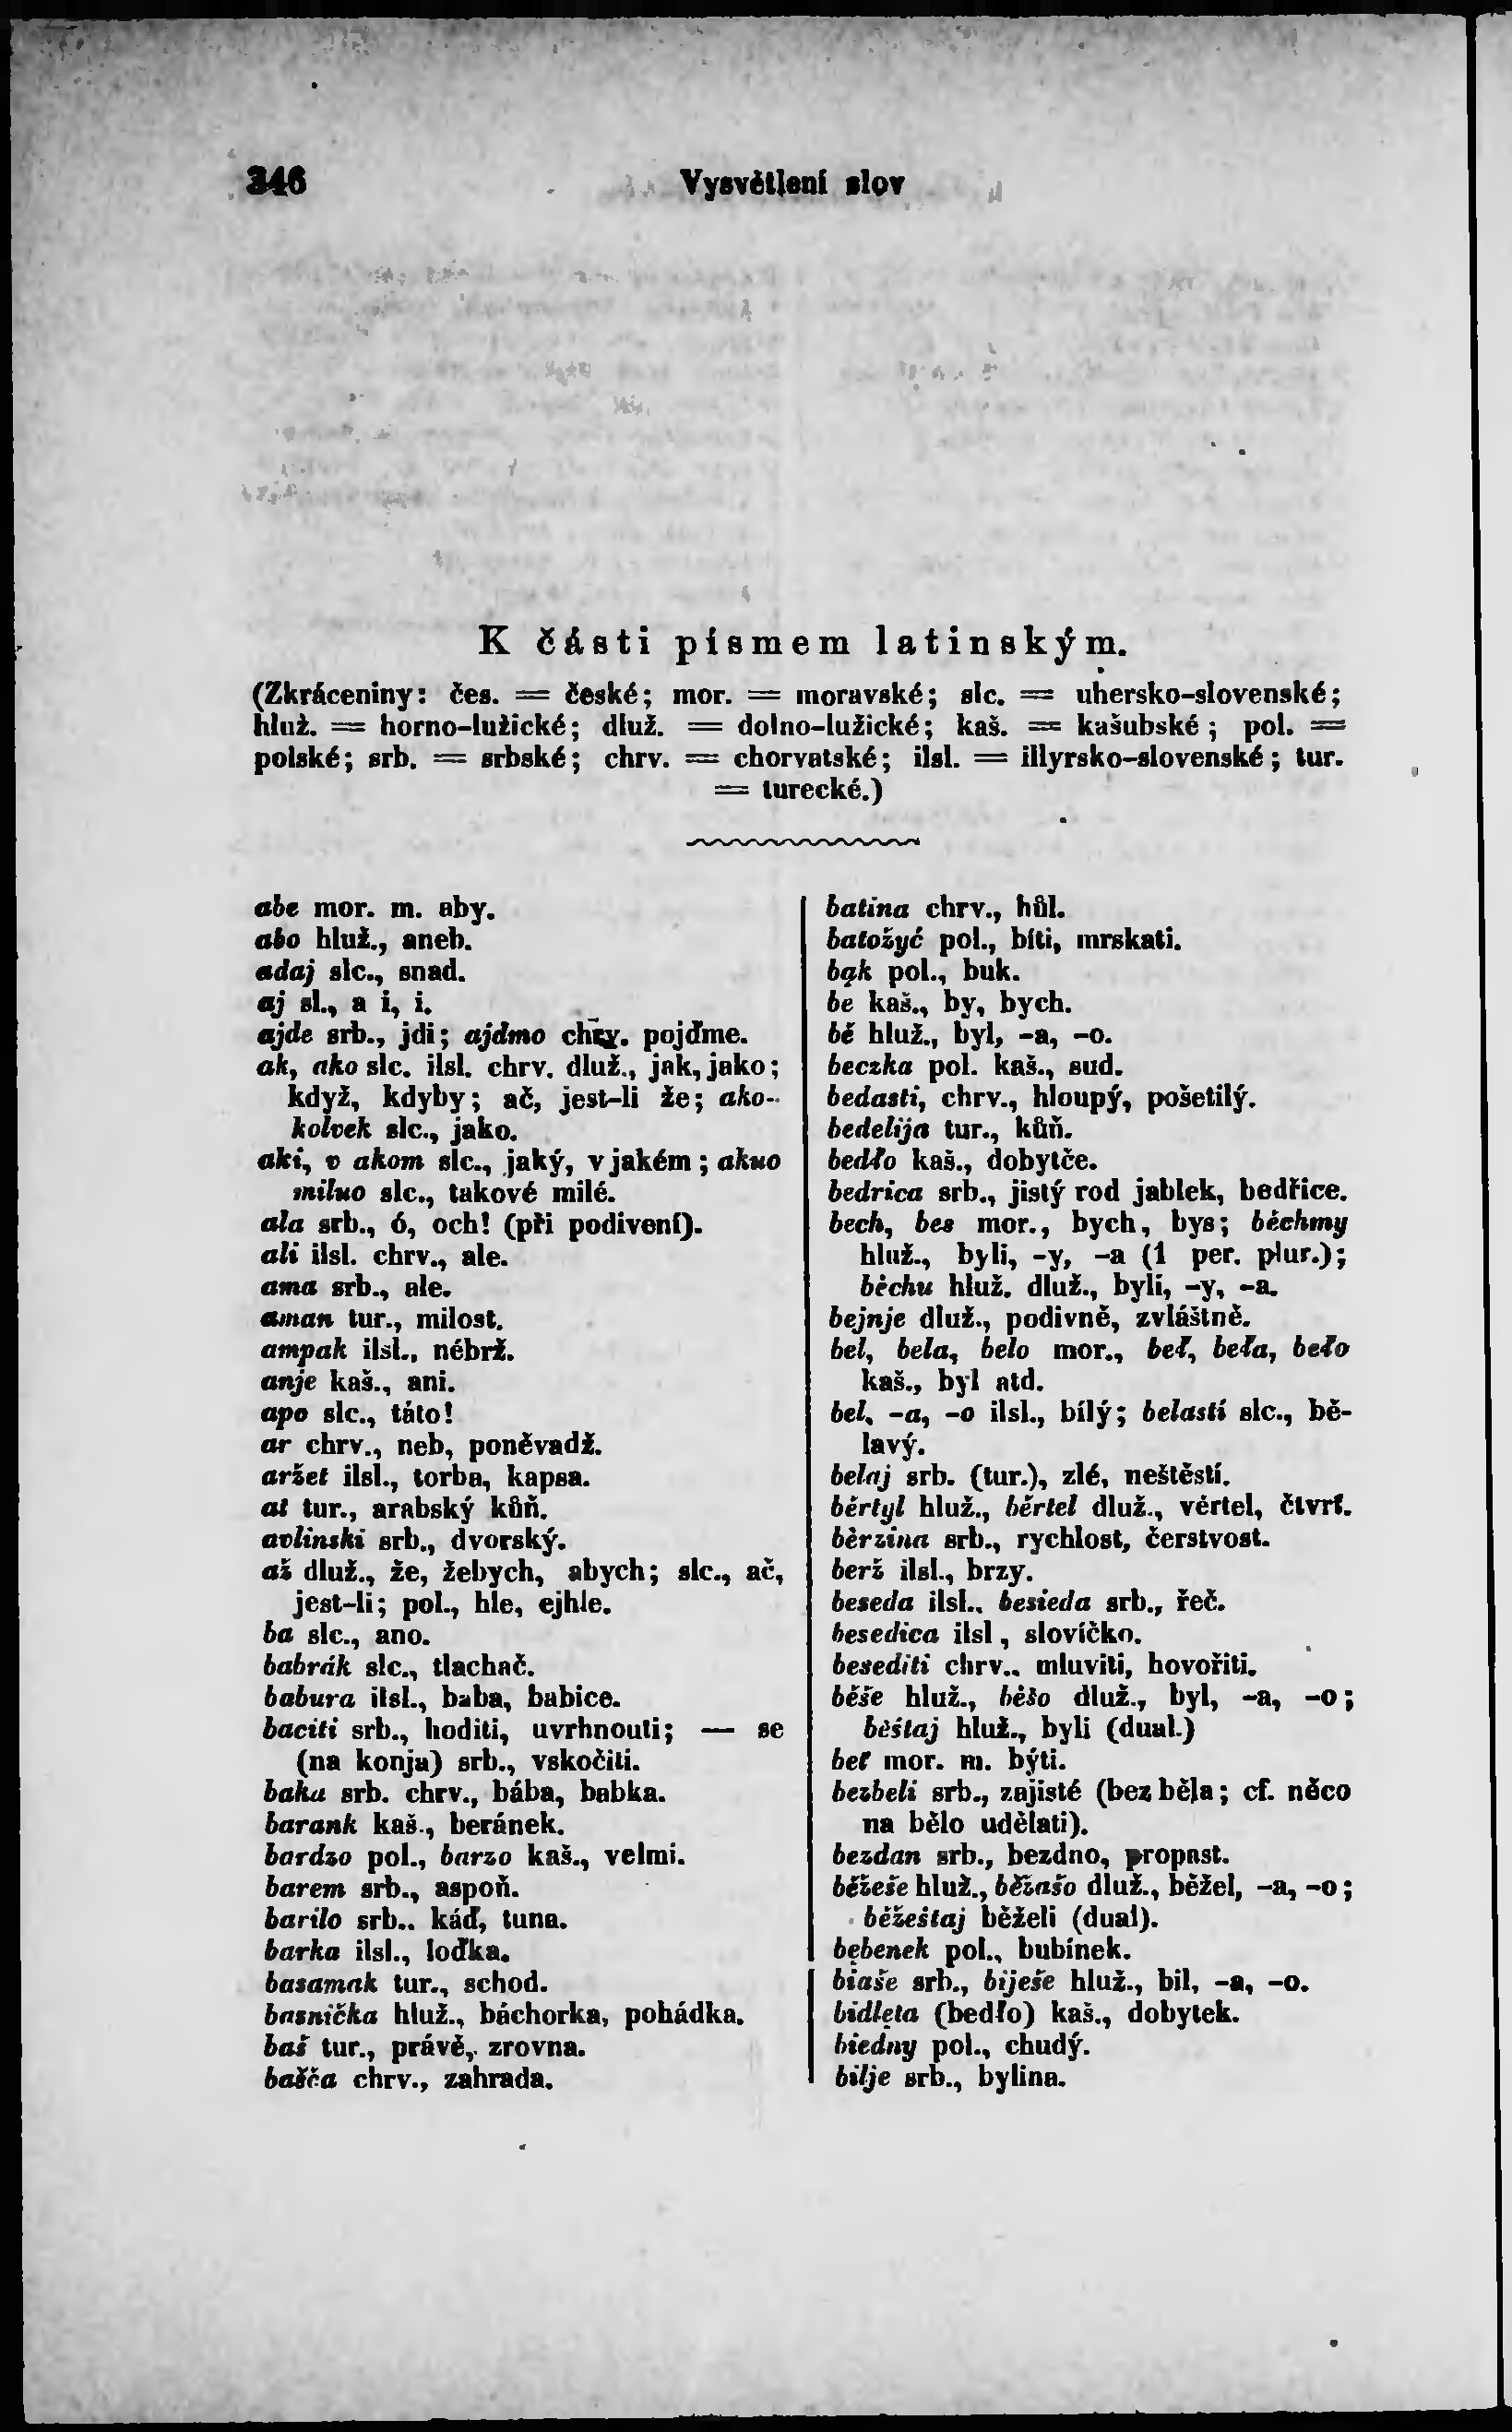 346 Vysvětlení slov
K části písmem latinským.
(Zkráceniny: čes. = české; mor. = moravské; slc. = uhersko-slovenské;
hluž. = horno-lužické; dluž. = dolno-lužické; kaš. = kašubské; pol. =
polské; srb. = srbské; chrv. = chorvatské; ilsl. = illyrsko-slovenské; tur.
= turecké.)
abe mor. m. aby.
abo hluž., aneb.
adaj slc., snad.
aj sl., a i, i.
ajde srb., jdi; ajdmo chrv. pojďme.
ak, ako slc. ilsl. chrv. dluž., jak, jako;
když, kdyby; ač, jest-li že; ako-
kolvek slc., jako.
aki, v akom slc., jaký, v jakém; akuo
miluo slc., takové milé.
ala srb., ó, och! (při podivení).
ali ilsl. chrv., ale.
ama srb., ale.
aman tur., milost.
ampak ilsl., nébrž.
anje kaš., ani.
apo slc., táto!
ar chrv., neb, poněvadž.
aržet ilsl., torba, kapsa.
at tur., arabský kůň.
avlinski srb., dvorský.
až dluž., že, žebych, abych; slc., ač,
jest-li; pol., hle, ejhle.
ba slc., ano.
babrák slc., tlachač.
babura ilsl., baba, babice.
baciti srb., hoditi, uvrhnouti; — se
(na konja) srb., vskočiti.
baka srb. chrv., bába, babka.
barank kaš., beránek.
bardzo pol., barzo kaš., velmi.
barem srb., aspoň.
barilo srb.. káď, tuna.
barka ilsl., loďka.
basamak tur., schod.
basnička hluž., báchorka, pohádka.
baš tur., právě, zrovna.
bašča chrv., zahrada.
batina chrv., hůl.
batožyć pol., bíti, mrskati.
bąk pol., buk.
be kaš., by, bych.
bě hluž., byl, -a, -o.
beczka pol. kaš., sud.
bedasti, chrv., hloupý, pošetilý.
bedelija tur., kůň.
bedło kaš., dobytče.
bedrica srb., jistý rod jablek, bedřice.
bech, bes mor., bych, bys; běchmy
hluž., byli, -y, -a (1 per. plur.);
běchu hluž. dluž., byli, -y, -a.
bejnje dluž., podivně, zvláštně.
bel, bela, belo mor., beł, beła, beło
kaš., byl atd.
bel, -a, -o ilsl., bílý; belastí slc., bě-
lavý.
belaj srb. (tur.), zlé, neštěstí.
běrtyl hluž., běrtel dluž., věrtel, čtvrť.
bèrzina srb., rychlost, čerstvost.
berž ilsl., brzy.
beseda ilsl., besieda srb., řeč.
besedica ilsl, slovíčko.
besediti chrv., mluviti, hovořiti.
běše hluž., běšo dluž., byl, -a, -o;
běštaj hluž., byli (dual.)
beť mor. m. býti.
bezbeli srb., zajisté (bez běla; cf. něco
na bělo udělati).
bezdan srb., bezdno, propast.
běžeše hluž., běžašo dluž., běžel, -a, -o;
běžeštaj běželi (dual).
bębenek pol., bubínek.
biaše srb., biješe hluž., bil, -a, -o.
bidlęta (bedło) kaš., dobytek.
biedny pol., chudý.
bilje srb., bylina.